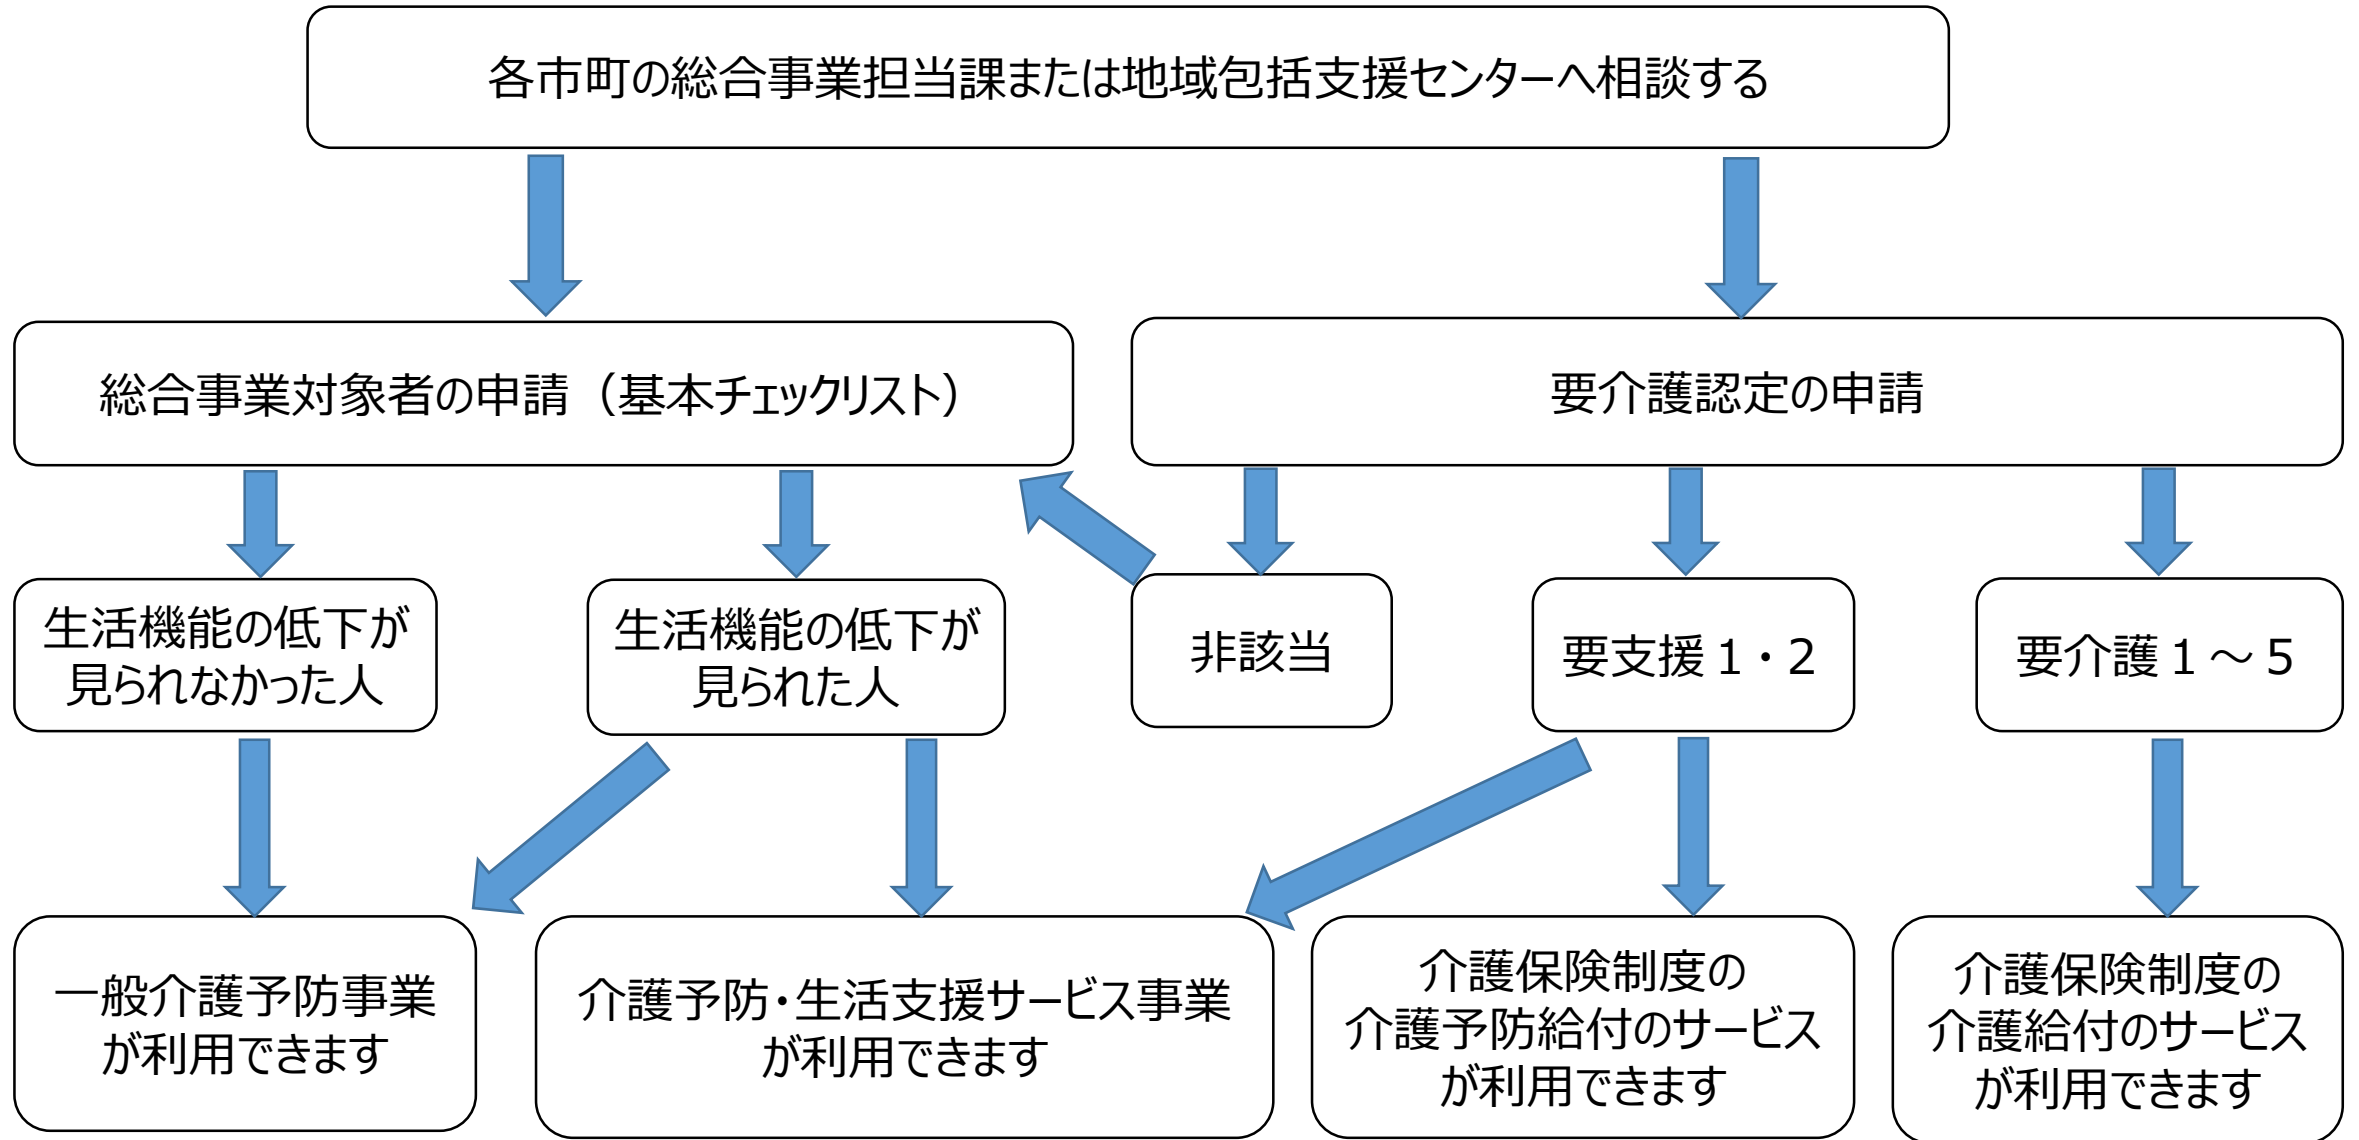 各市町の総合事業担当課または地域包括支援センターへ相談する
総合事業対象者の申請（基本チェックリスト）
要介護認定の申請
生活機能の低下が
見られなかった人
生活機能の低下が
見られた人
非該当
要支援１・２
要介護１～５
一般介護予防事業
が利用できます
介護予防・生活支援サービス事業
が利用できます
介護保険制度の
介護予防給付のサービス
が利用できます
介護保険制度の
介護給付のサービス
が利用できます